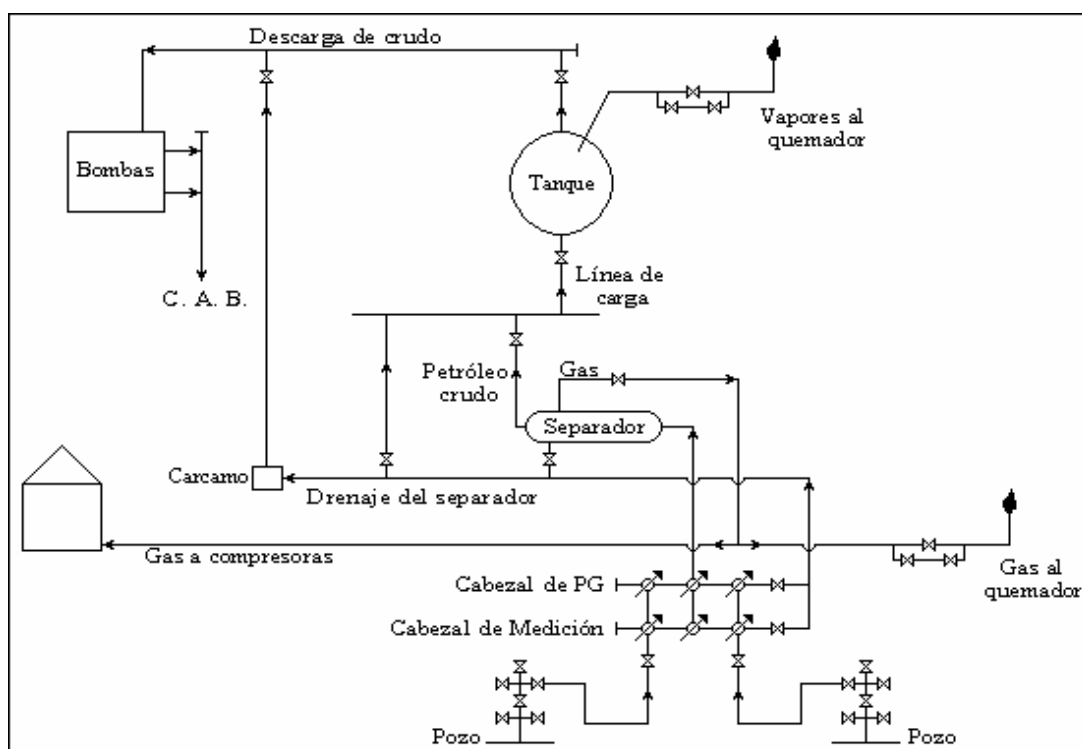 Descarga de crudo
Vapores al
quemador
Bombas
Tanque
C. A. B.
Línea de
carga
Petróleo
crudo
Gas
Separador
Carcamo
Drenaje del separador
Gas a compresoras
Gas al
quemador
Cabezal de PG
Cabezal de Medición
Pozo
Pozo